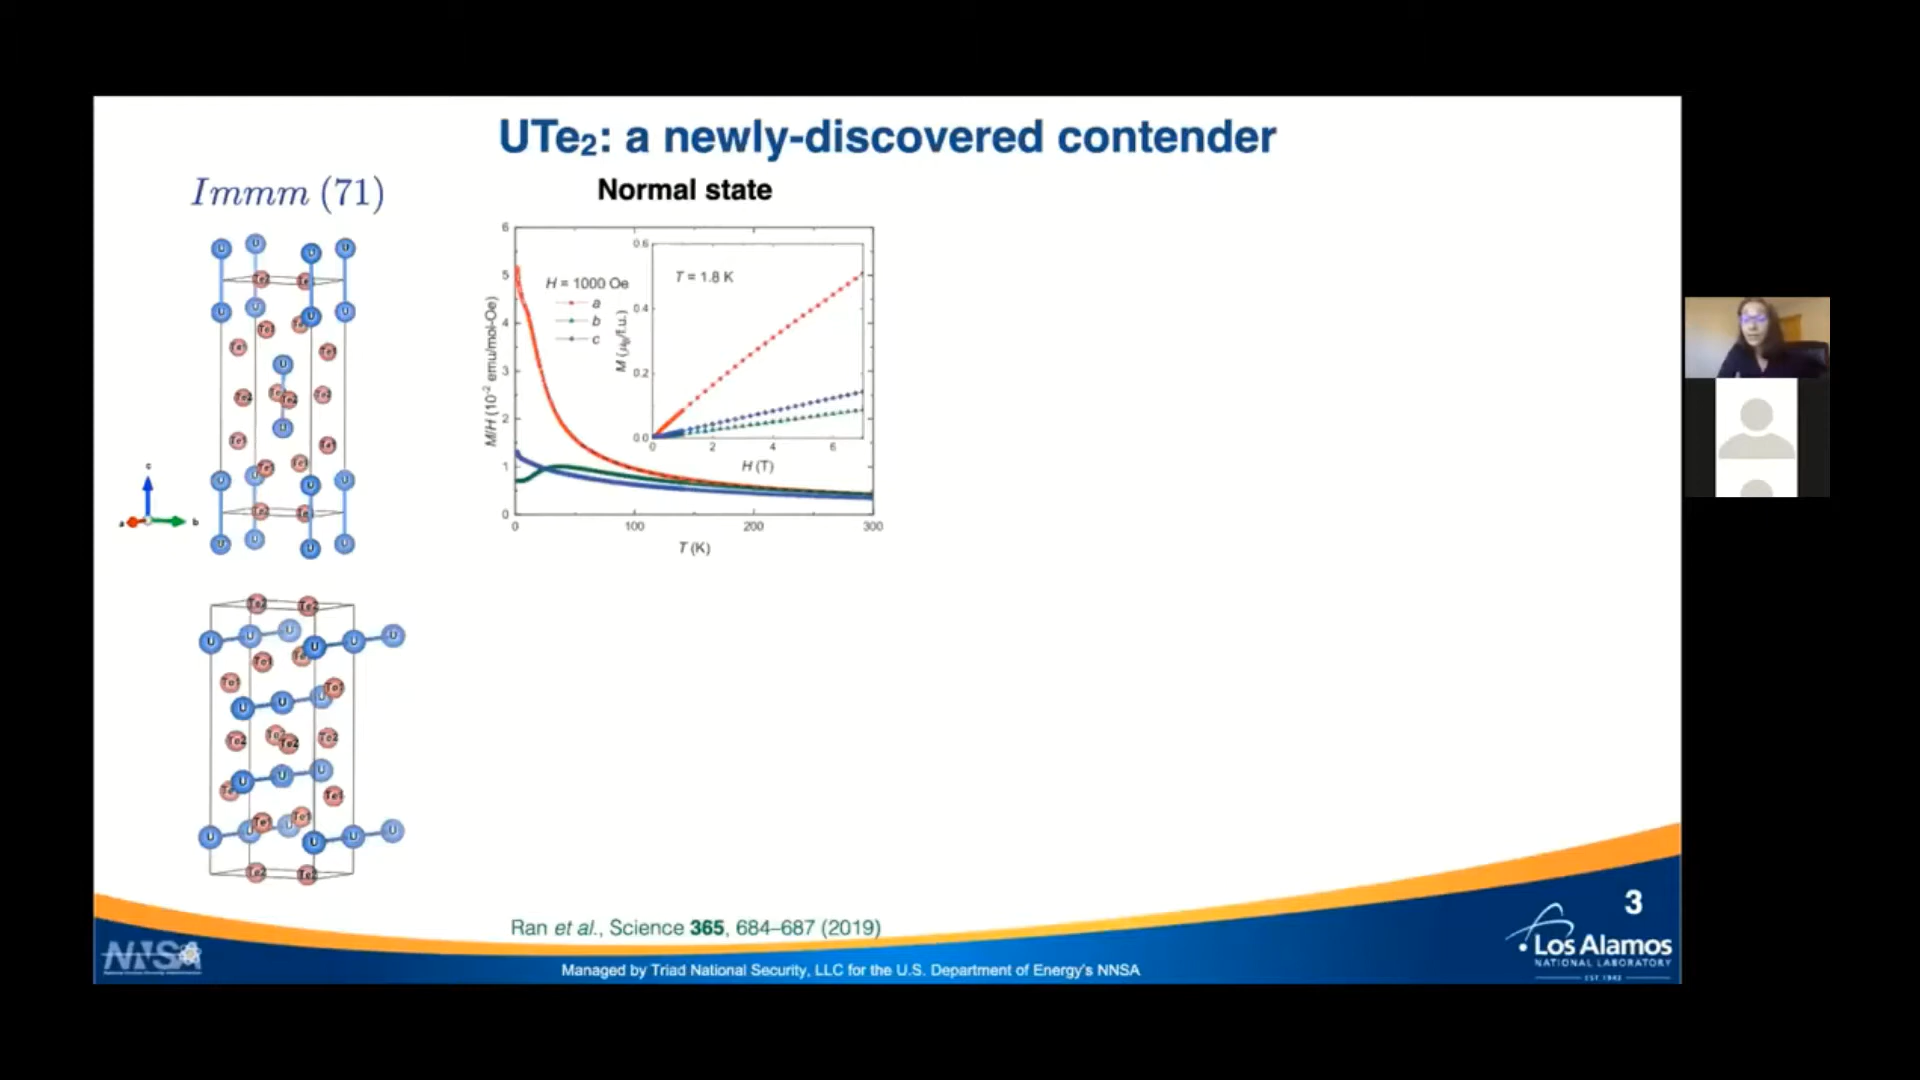 UTe₂: a newly-discovered contender
Immm (71)
Normal state
H = 1000 Oe
a
b
c
T = 1.8 K
M (μB/f.u.)
0.6
0.4
0.2
0.0
0 2 4 6
H (T)
M/H (10⁻² emu/mol-Oe)
6
5
4
3
2
1
0
0 100 200 300
T (K)
c
a b
Ran et al., Science 365, 684–687 (2019)
3
NNSA
Los Alamos
NATIONAL LABORATORY
EST. 1943
Managed by Triad National Security, LLC for the U.S. Department of Energy's NNSA